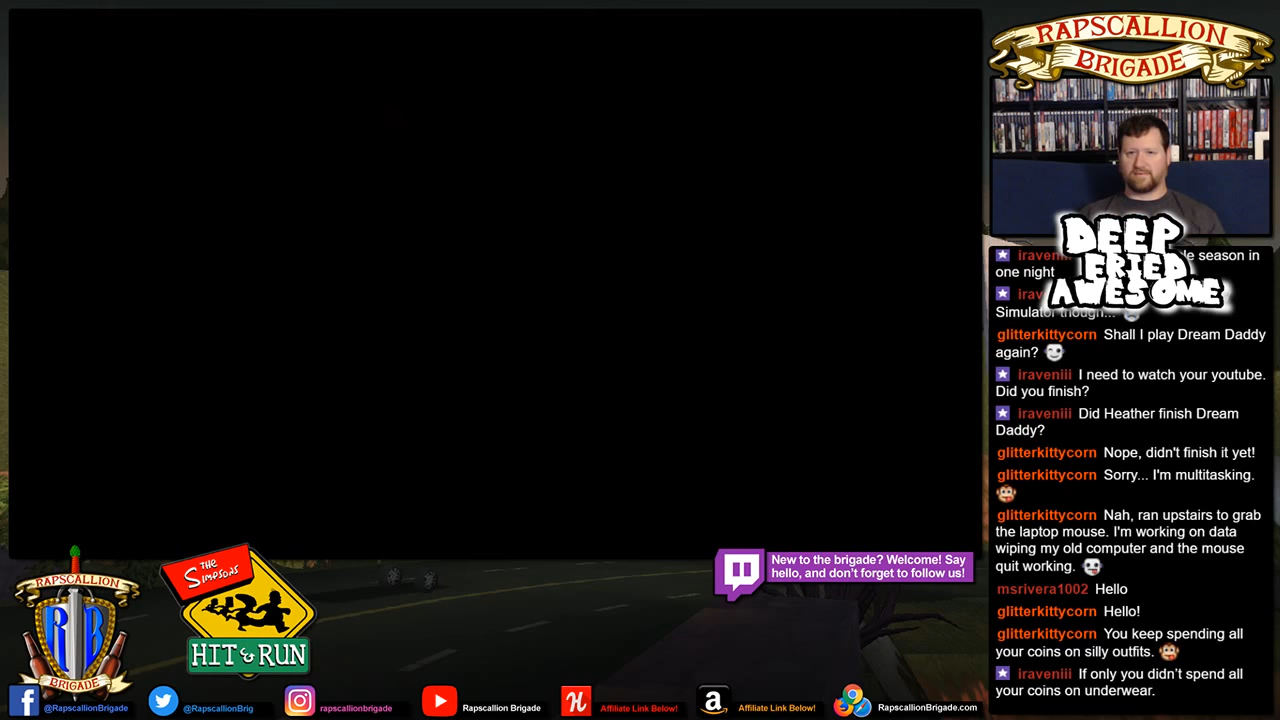 RAPSCALLION
BRIGADE
DEEP
FRIED
AWESOME
le season in
one night
Simulator though...
glitterkittycorn Shall I play Dream Daddy
again?
iraveniii I need to watch your youtube.
Did you finish?
iraveniii Did Heather finish Dream
Daddy?
glitterkittycorn Nope, didn't finish it yet!
glitterkittycorn Sorry... I'm multitasking.
glitterkittycorn Nah, ran upstairs to grab
the laptop mouse. I'm working on data
wiping my old computer and the mouse
quit working.
msrivera1002 Hello
glitterkittycorn Hello!
glitterkittycorn You keep spending all
your coins on silly outfits.
iraveniii If only you didn't spend all
your coins on underwear.
RAPSCALLION
RB
BRIGADE
THE
SIMPSONS
HIT & RUN
New to the brigade? Welcome! Say
hello, and don't forget to follow us!
@RapscallionBrigade
@RapscallionBrig
rapscallionbrigade
Rapscallion Brigade
Affiliate Link Below!
Affiliate Link Below!
RapscallionBrigade.com